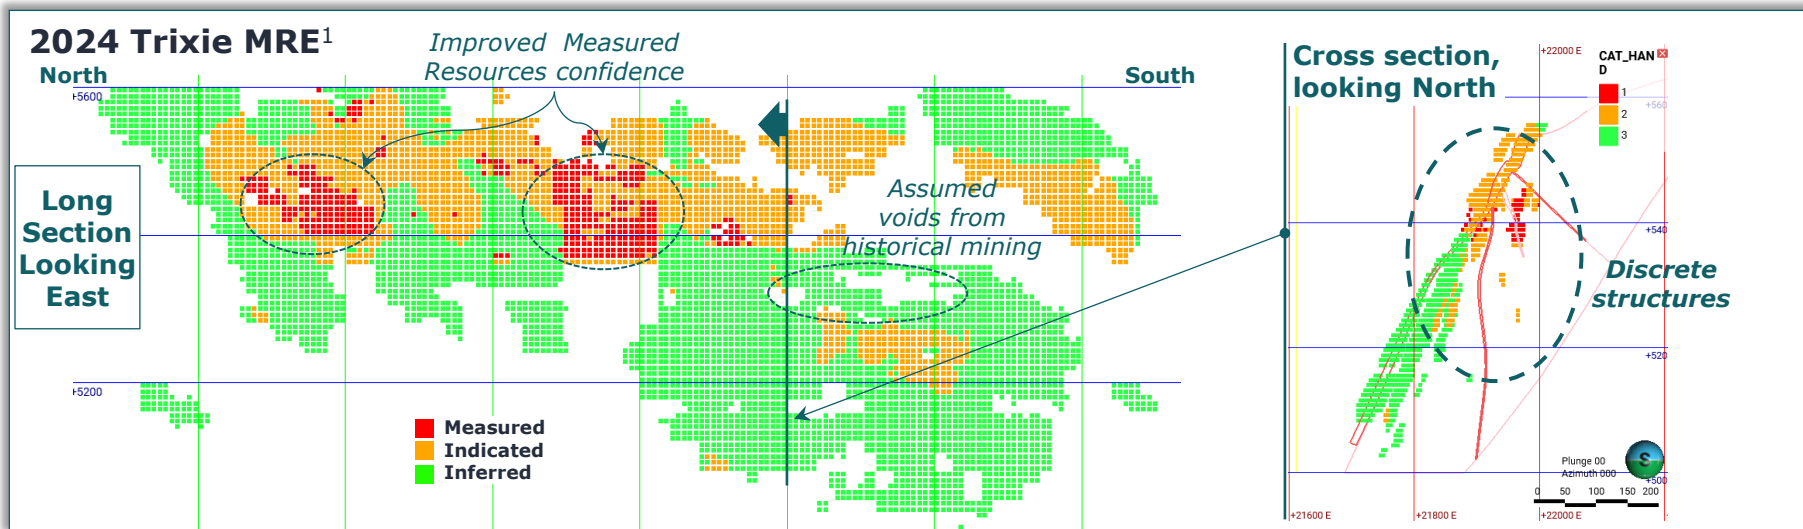 2024 Trixie MRE1
Improved Measured
Resources confidence
North
South
+5600
Long
Section
Looking
East
Assumed
voids from
historical mining
+5200
Measured
Indicated
Inferred
Cross section,
looking North
+22000 E
CAT_HAN
D
1
2
3
+560
+540
Discrete
structures
+520
Plunge 00
Azimuth 000
S
+500
0 50 100 150 200
+21600 E
+21800 E
+22000 E